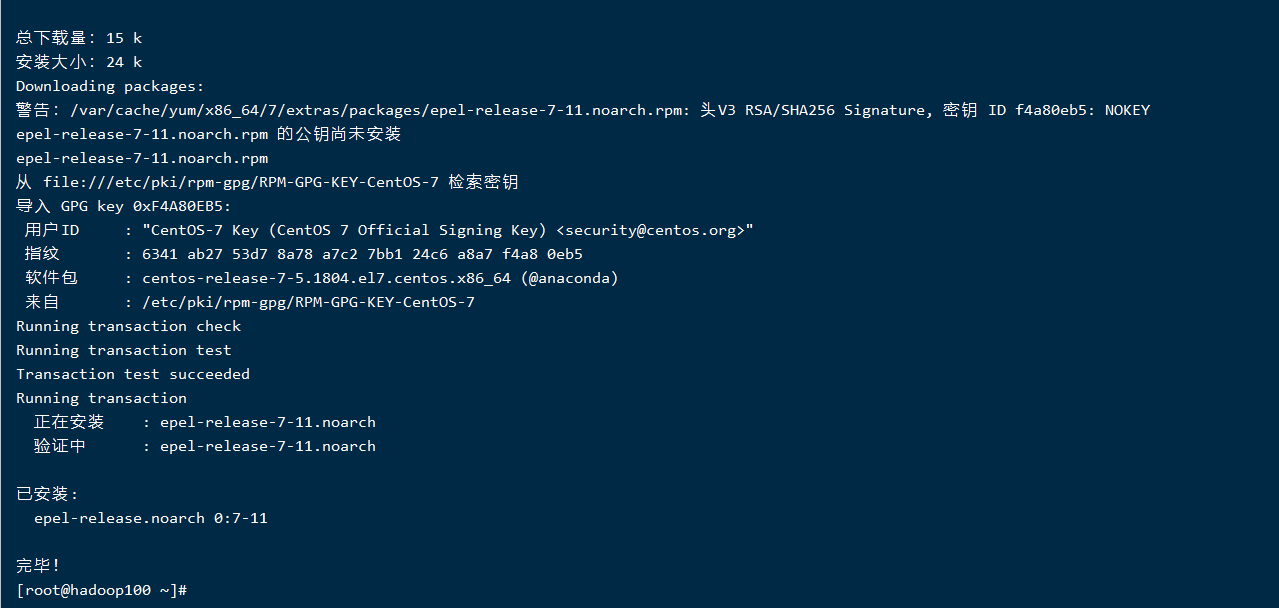 总下载量：15 k
安装大小：24 k
Downloading packages:
警告：/var/cache/yum/x86_64/7/extras/packages/epel-release-7-11.noarch.rpm: 头V3 RSA/SHA256 Signature, 密钥 ID f4a80eb5: NOKEY
epel-release-7-11.noarch.rpm 的公钥尚未安装
epel-release-7-11.noarch.rpm
从 file:///etc/pki/rpm-gpg/RPM-GPG-KEY-CentOS-7 检索密钥
导入 GPG key 0xF4A80EB5:
 用户ID     : "CentOS-7 Key (CentOS 7 Official Signing Key) <security@centos.org>"
 指纹       : 6341 ab27 53d7 8a78 a7c2 7bb1 24c6 a8a7 f4a8 0eb5
 软件包     : centos-release-7-5.1804.el7.centos.x86_64 (@anaconda)
 来自       : /etc/pki/rpm-gpg/RPM-GPG-KEY-CentOS-7
Running transaction check
Running transaction test
Transaction test succeeded
Running transaction
  正在安装    : epel-release-7-11.noarch
  验证中      : epel-release-7-11.noarch
已安装:
  epel-release.noarch 0:7-11
完毕！
[root@hadoop100 ~]#